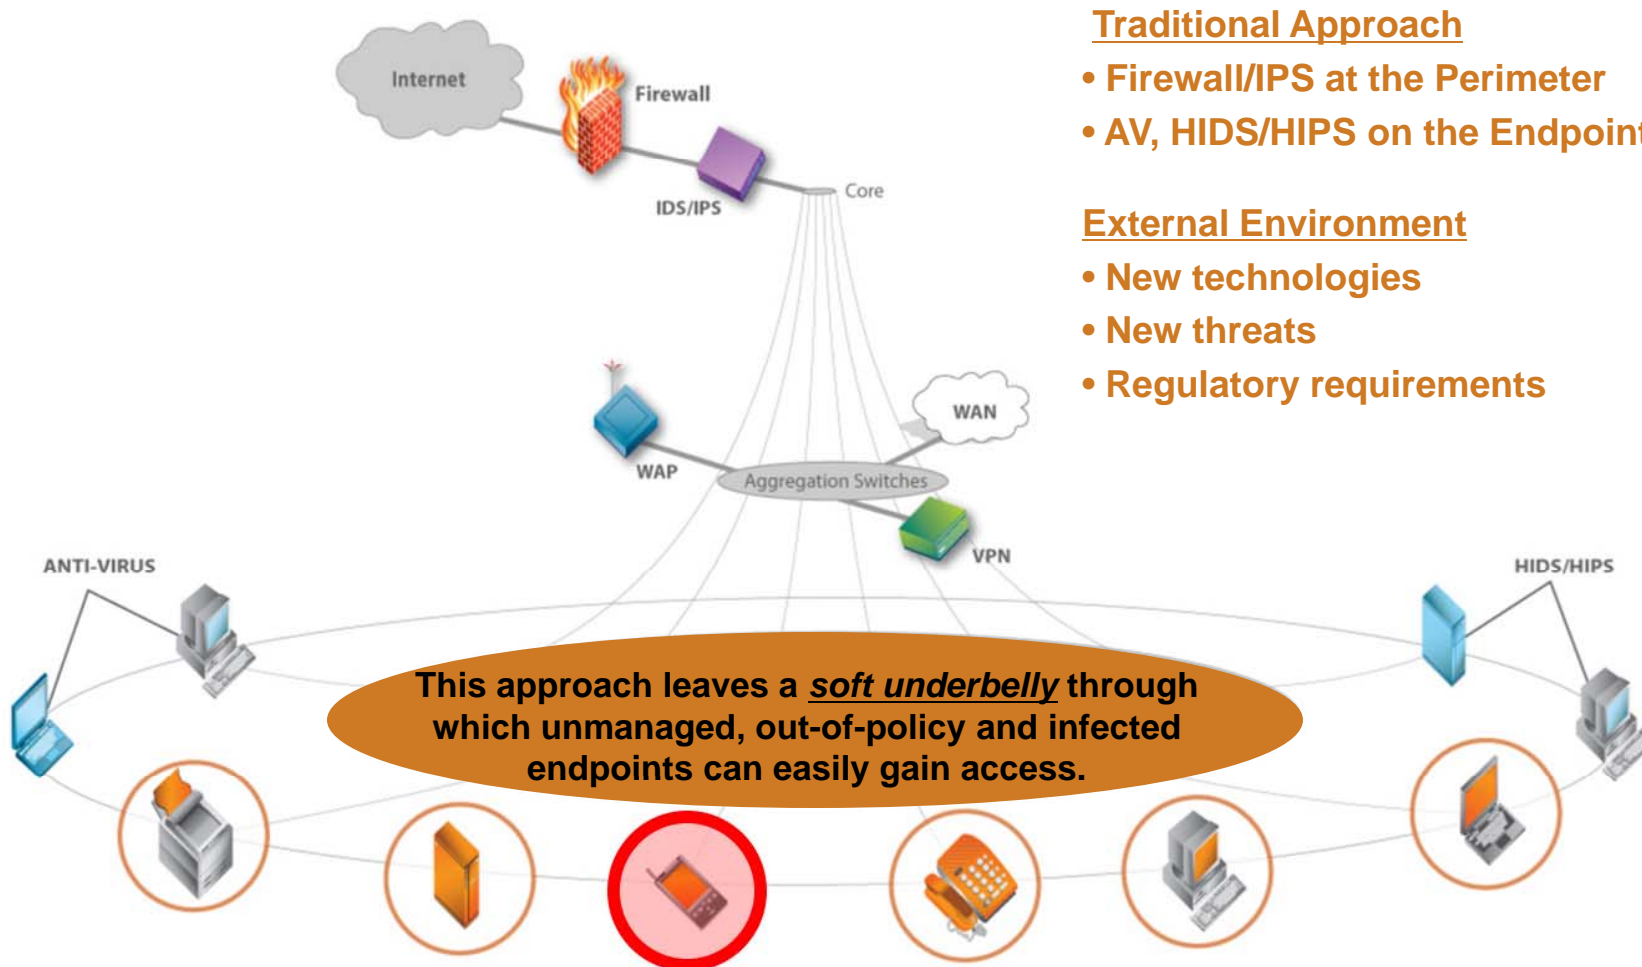 Traditional Approach
• Firewall/IPS at the Perimeter
• AV, HIDS/HIPS on the Endpoint
External Environment
• New technologies
• New threats
• Regulatory requirements
Internet
Firewall
IDS/IPS
Core
WAP
WAN
Aggregation Switches
VPN
ANTI-VIRUS
HIDS/HIPS
This approach leaves a soft underbelly through
which unmanaged, out-of-policy and infected
endpoints can easily gain access.